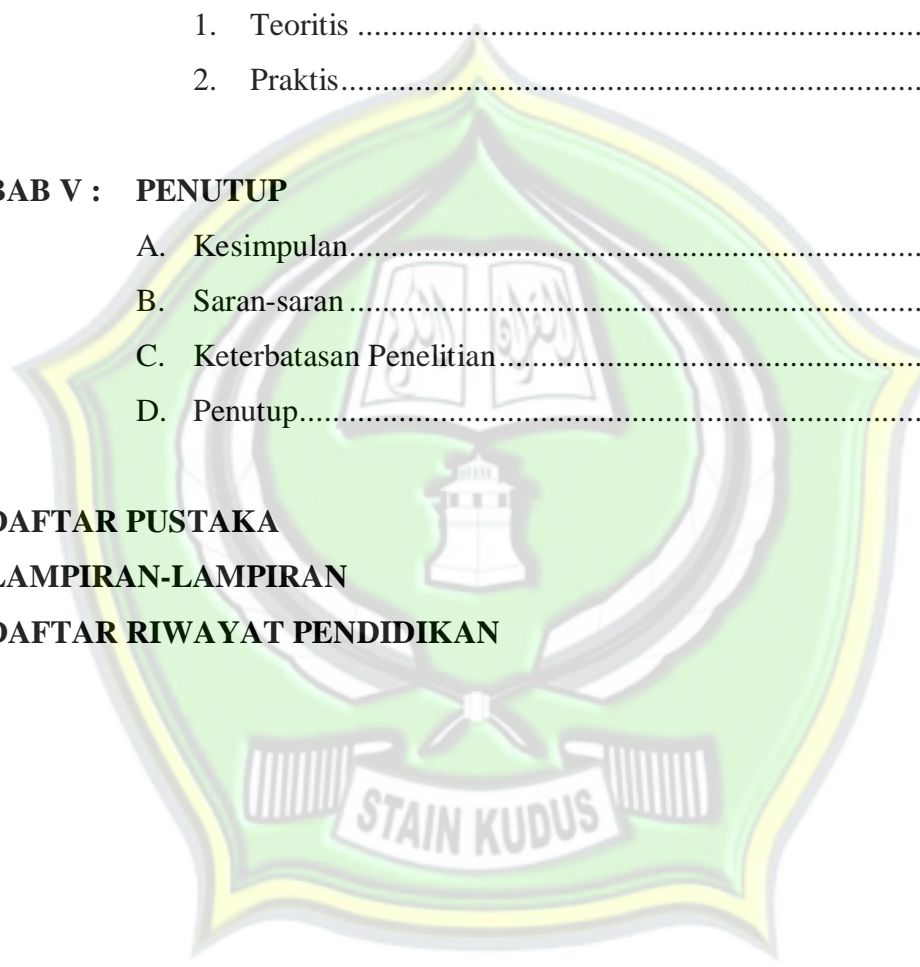 1. Teoritis ......................................................................
2. Praktis........................................................................
BAB V : PENUTUP
A. Kesimpulan.....................................................................
B. Saran-saran .....................................................................
C. Keterbatasan Penelitian...................................................
D. Penutup...........................................................................
DAFTAR PUSTAKA
LAMPIRAN-LAMPIRAN
DAFTAR RIWAYAT PENDIDIKAN
STAIN KUDUS